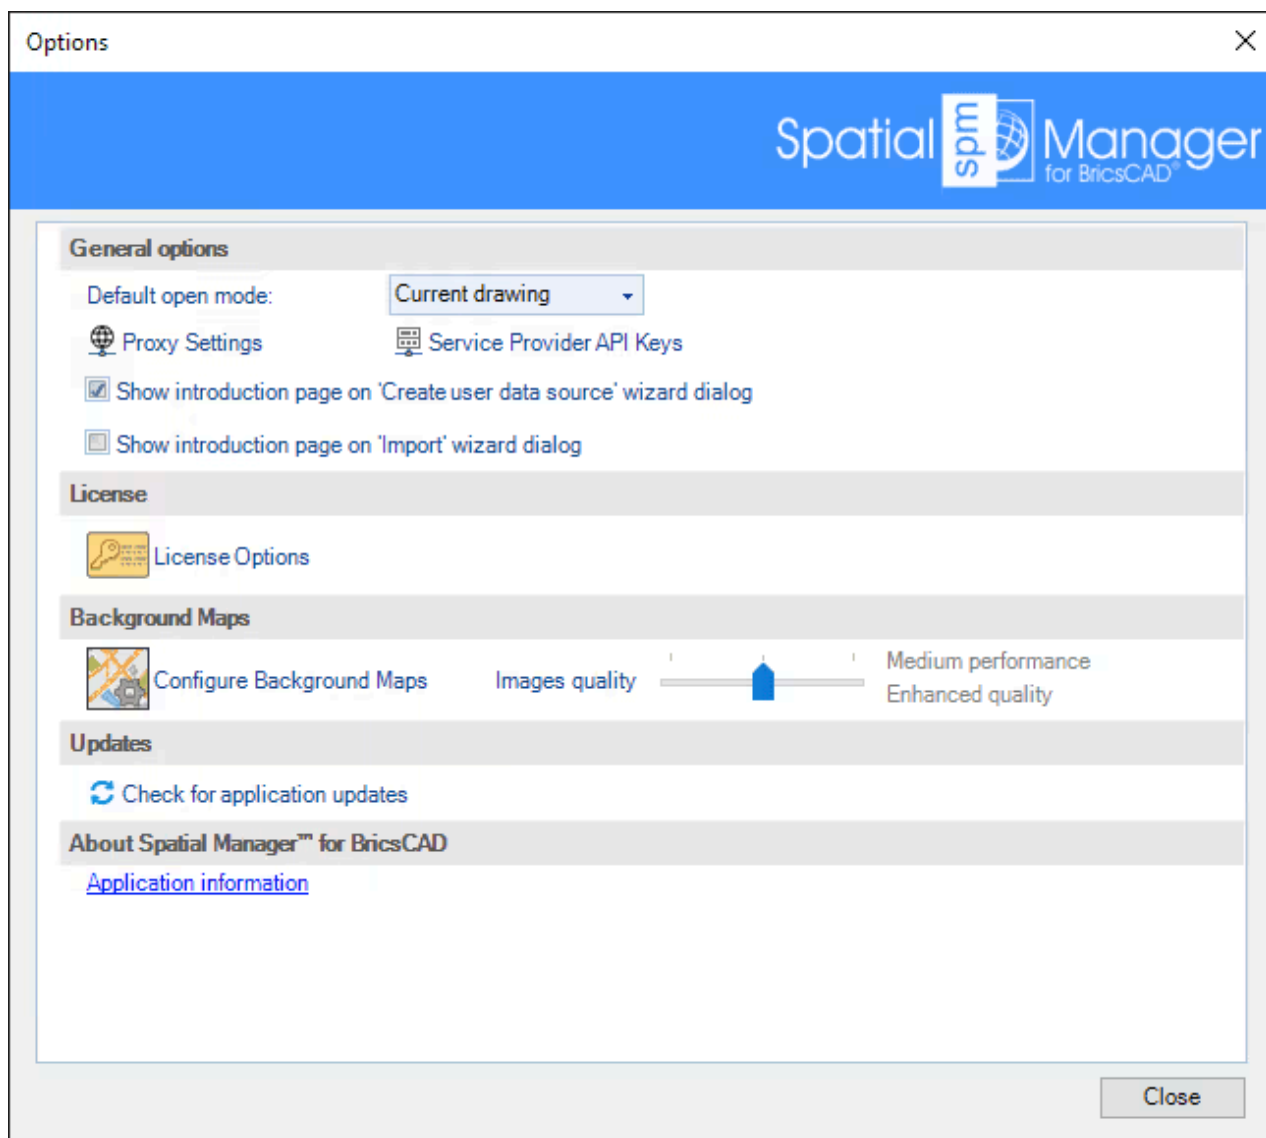 Options
Spatial spm Manager
for BricsCAD®
General options
Default open mode: Current drawing
Proxy Settings Service Provider API Keys
Show introduction page on 'Create user data source' wizard dialog
Show introduction page on 'Import' wizard dialog
License
License Options
Background Maps
Configure Background Maps Images quality Medium performance
Enhanced quality
Updates
Check for application updates
About Spatial Manager™ for BricsCAD
Application information
Close